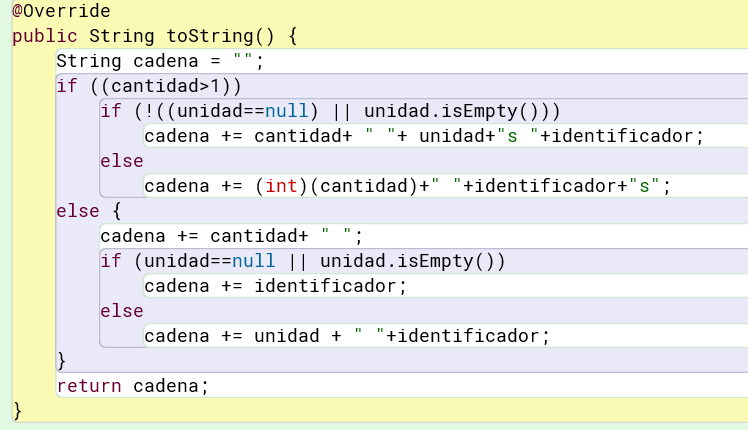 @Override
public String toString() {
String cadena = "";
if ((cantidad>1))
if (!((unidad==null) || unidad.isEmpty()))
cadena += cantidad+ " "+ unidad+"s "+identificador;
else
cadena += (int)(cantidad)+" "+identificador+"s";
else {
cadena += cantidad+ " ";
if (unidad==null || unidad.isEmpty())
cadena += identificador;
else
cadena += unidad + " "+identificador;
}
return cadena;
}